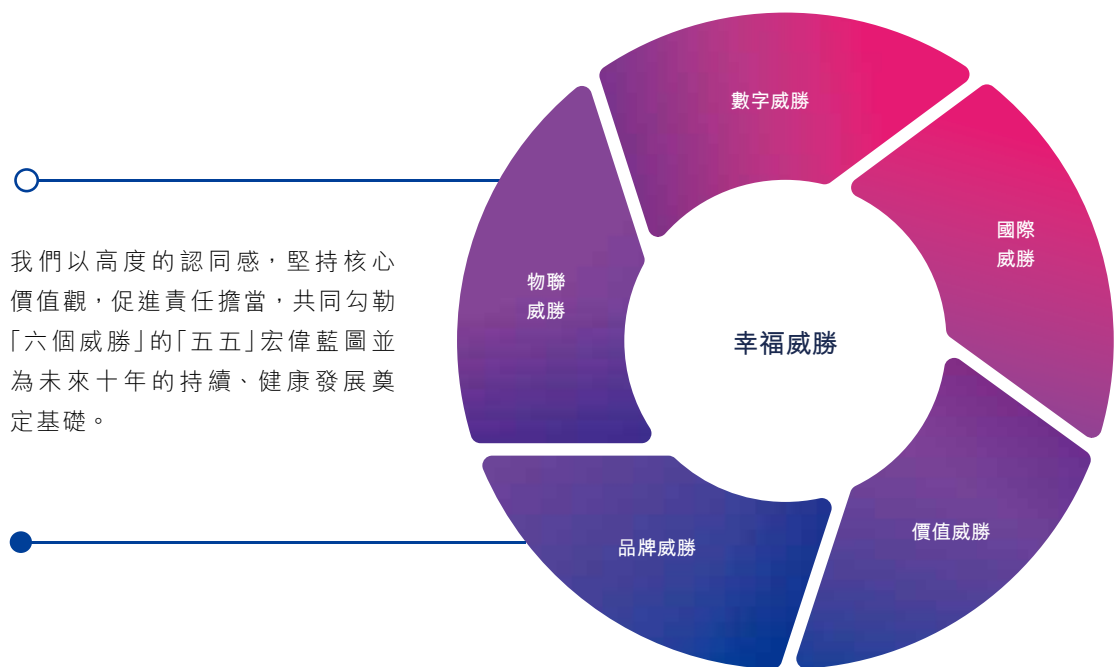 我們以高度的認同感，堅持核心
價值觀，促進責任擔當，共同勾勒
「六個威勝」的「五五」宏偉藍圖並
為未來十年的持續、健康發展奠
定基礎。
數字威勝
國際
威勝
價值威勝
品牌威勝
物聯
威勝
幸福威勝